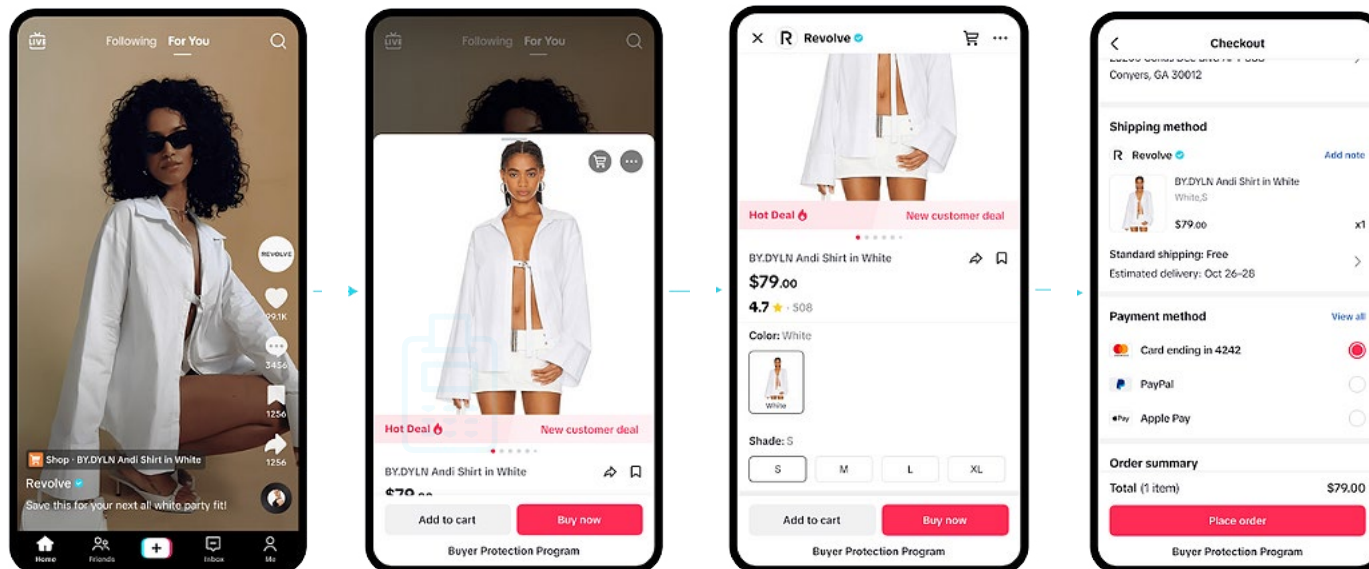 LIVE
Following For You
REVOLVE
99.1K
3456
1256
1256
Shop · BY.DYLN Andi Shirt in White
Revolve
Save this for your next all white party fit!
Home Friends Inbox Me
LIVE
Following For You
Hot Deal New customer deal
BY.DYLN Andi Shirt in White
$79.00
Add to cart Buy now
Buyer Protection Program
R Revolve
Hot Deal New customer deal
BY.DYLN Andi Shirt in White
$79.00
4.7 · 508
Color: White
White
Shade: S
S M L XL
Add to cart Buy now
Buyer Protection Program
Checkout
Conyers, GA 30012
Shipping method
R Revolve Add note
BY.DYLN Andi Shirt in White
White,S
$79.00 x1
Standard shipping: Free
Estimated delivery: Oct 26–28
Payment method View all
Card ending in 4242
PayPal
Pay Apple Pay
Order summary
Total (1 item) $79.00
Place order
Buyer Protection Program